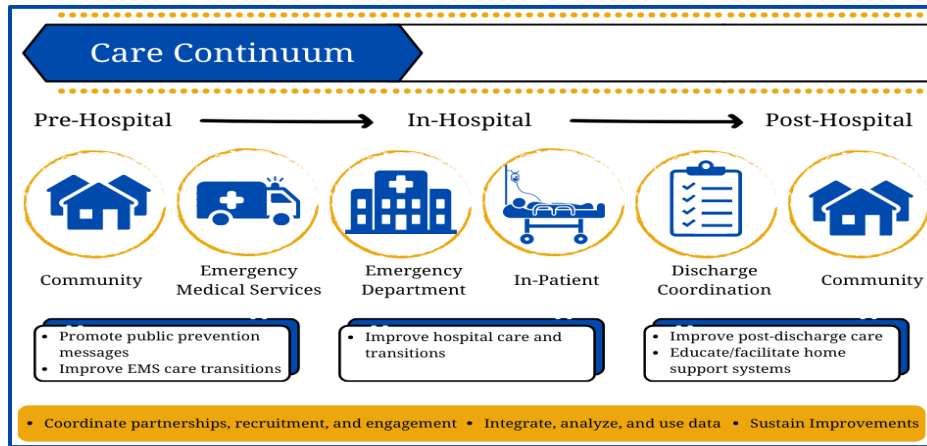 Care Continuum
Pre-Hospital
In-Hospital
Post-Hospital
Community
Emergency
Medical Services
Emergency
Department
In-Patient
Discharge
Coordination
Community
• Promote public prevention
messages
• Improve EMS care transitions
• Improve hospital care and
transitions
• Improve post-discharge care
• Educate/facilitate home
support systems
• Coordinate partnerships, recruitment, and engagement • Integrate, analyze, and use data • Sustain Improvements